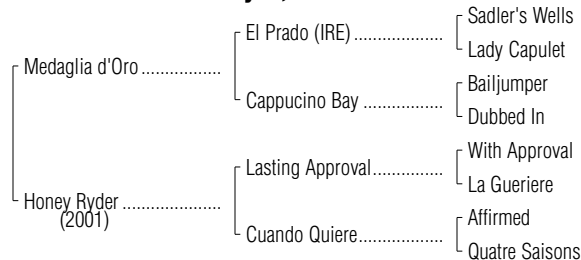 Sadler's Wells
El Prado (IRE) ..................
Lady Capulet
Medaglia d'Oro ................
Bailjumper
Cappucino Bay ................
Dubbed In
With Approval
Lasting Approval................
La Gueriere
Honey Ryder ...................
(2001)
Affirmed
Cuando Quiere.................
Quatre Saisons